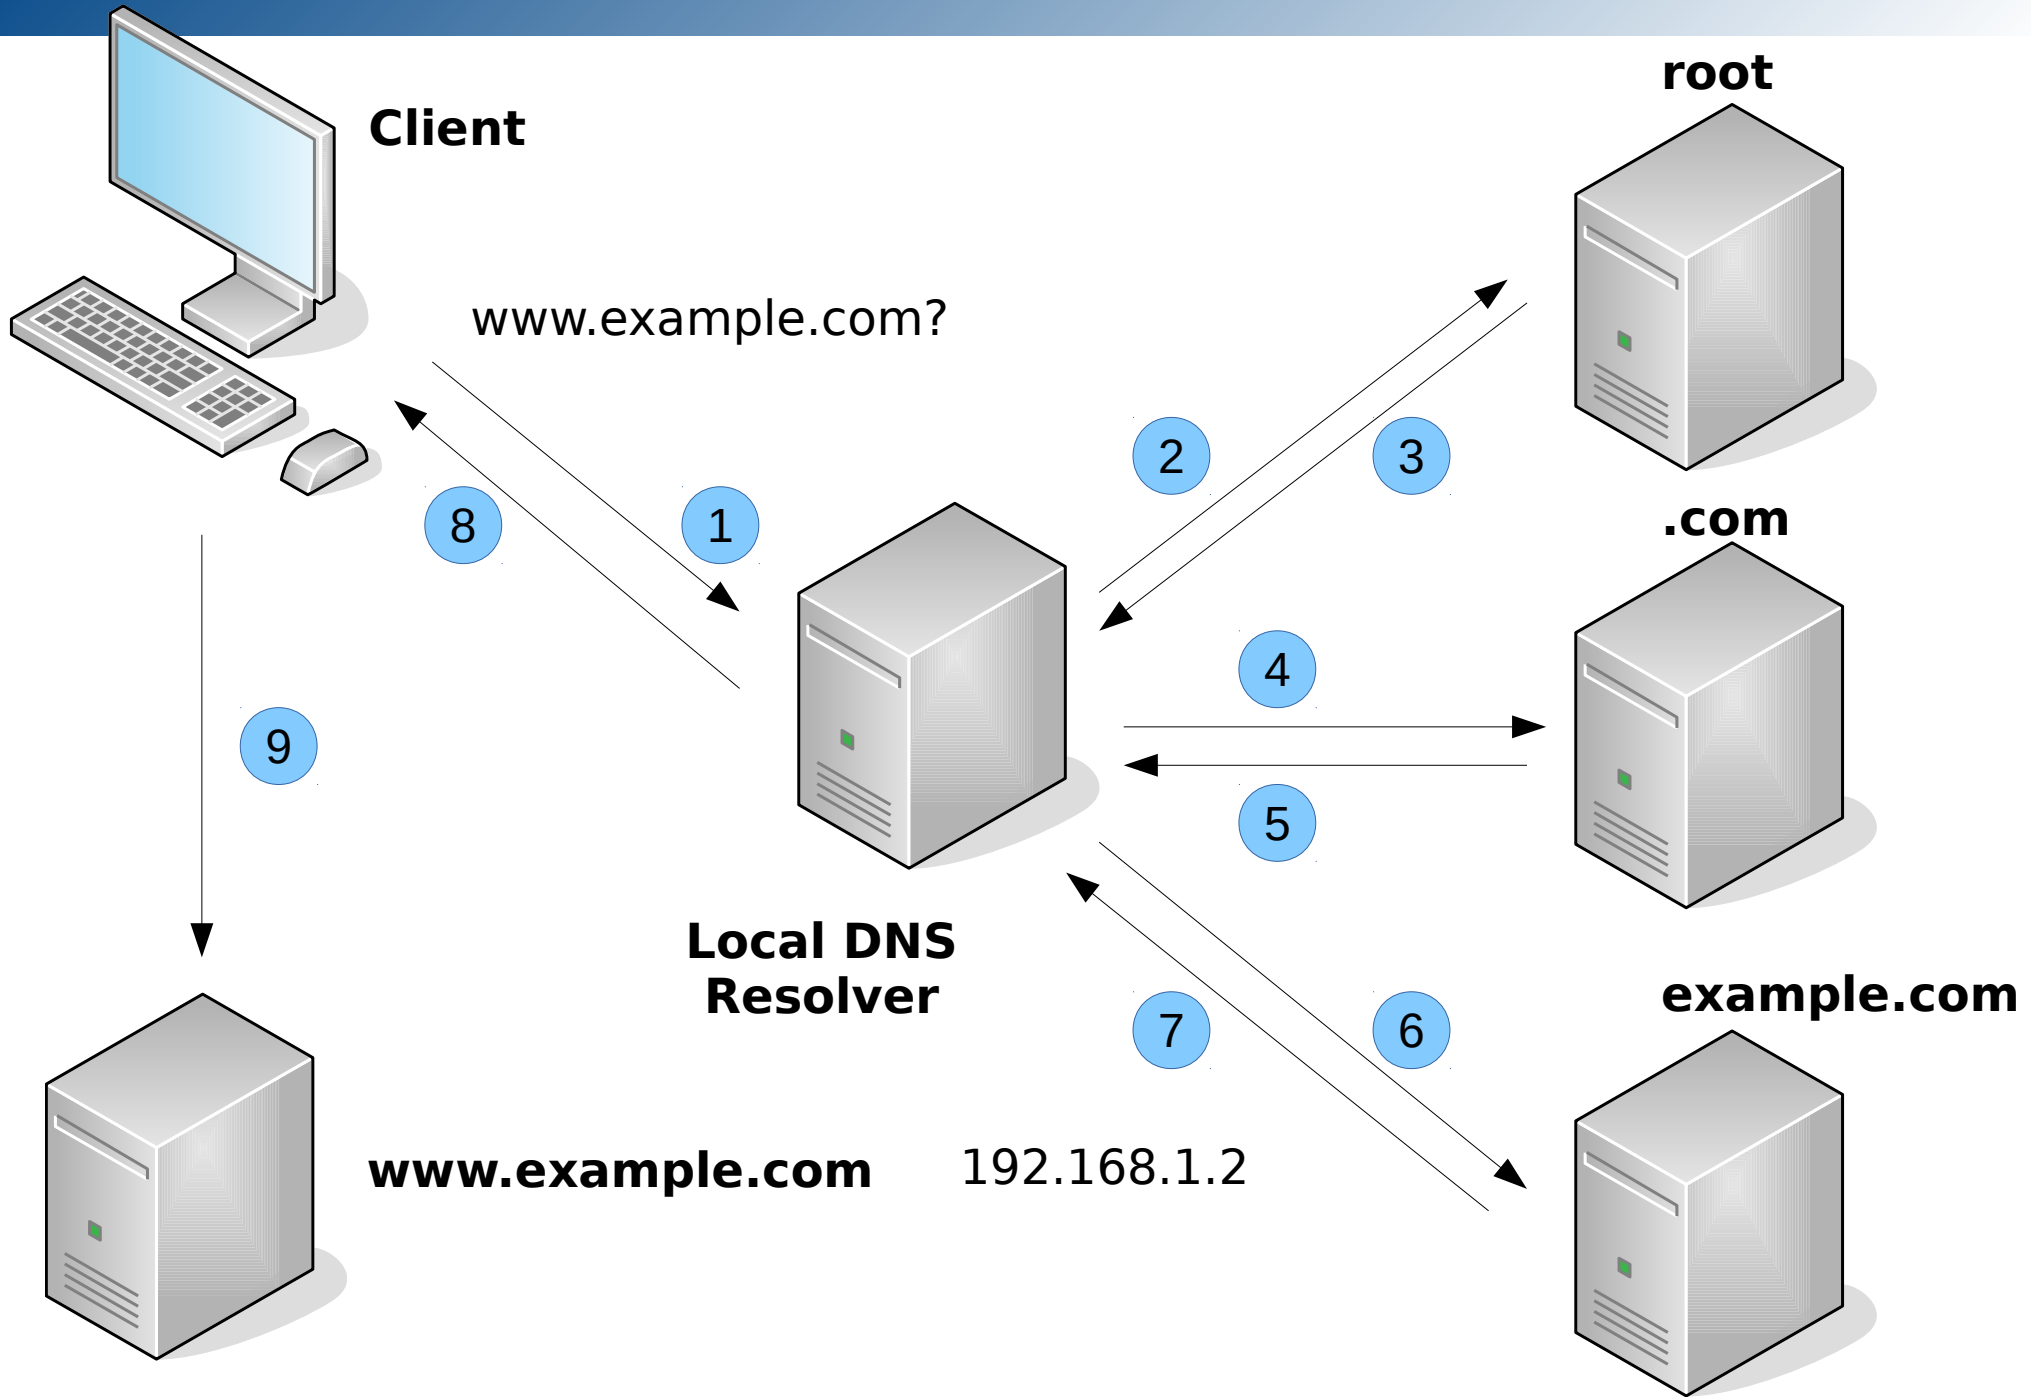 root
Client
www.example.com?
2
3
8
1
.com
4
9
5
Local DNS
Resolver
example.com
7
6
www.example.com
192.168.1.2